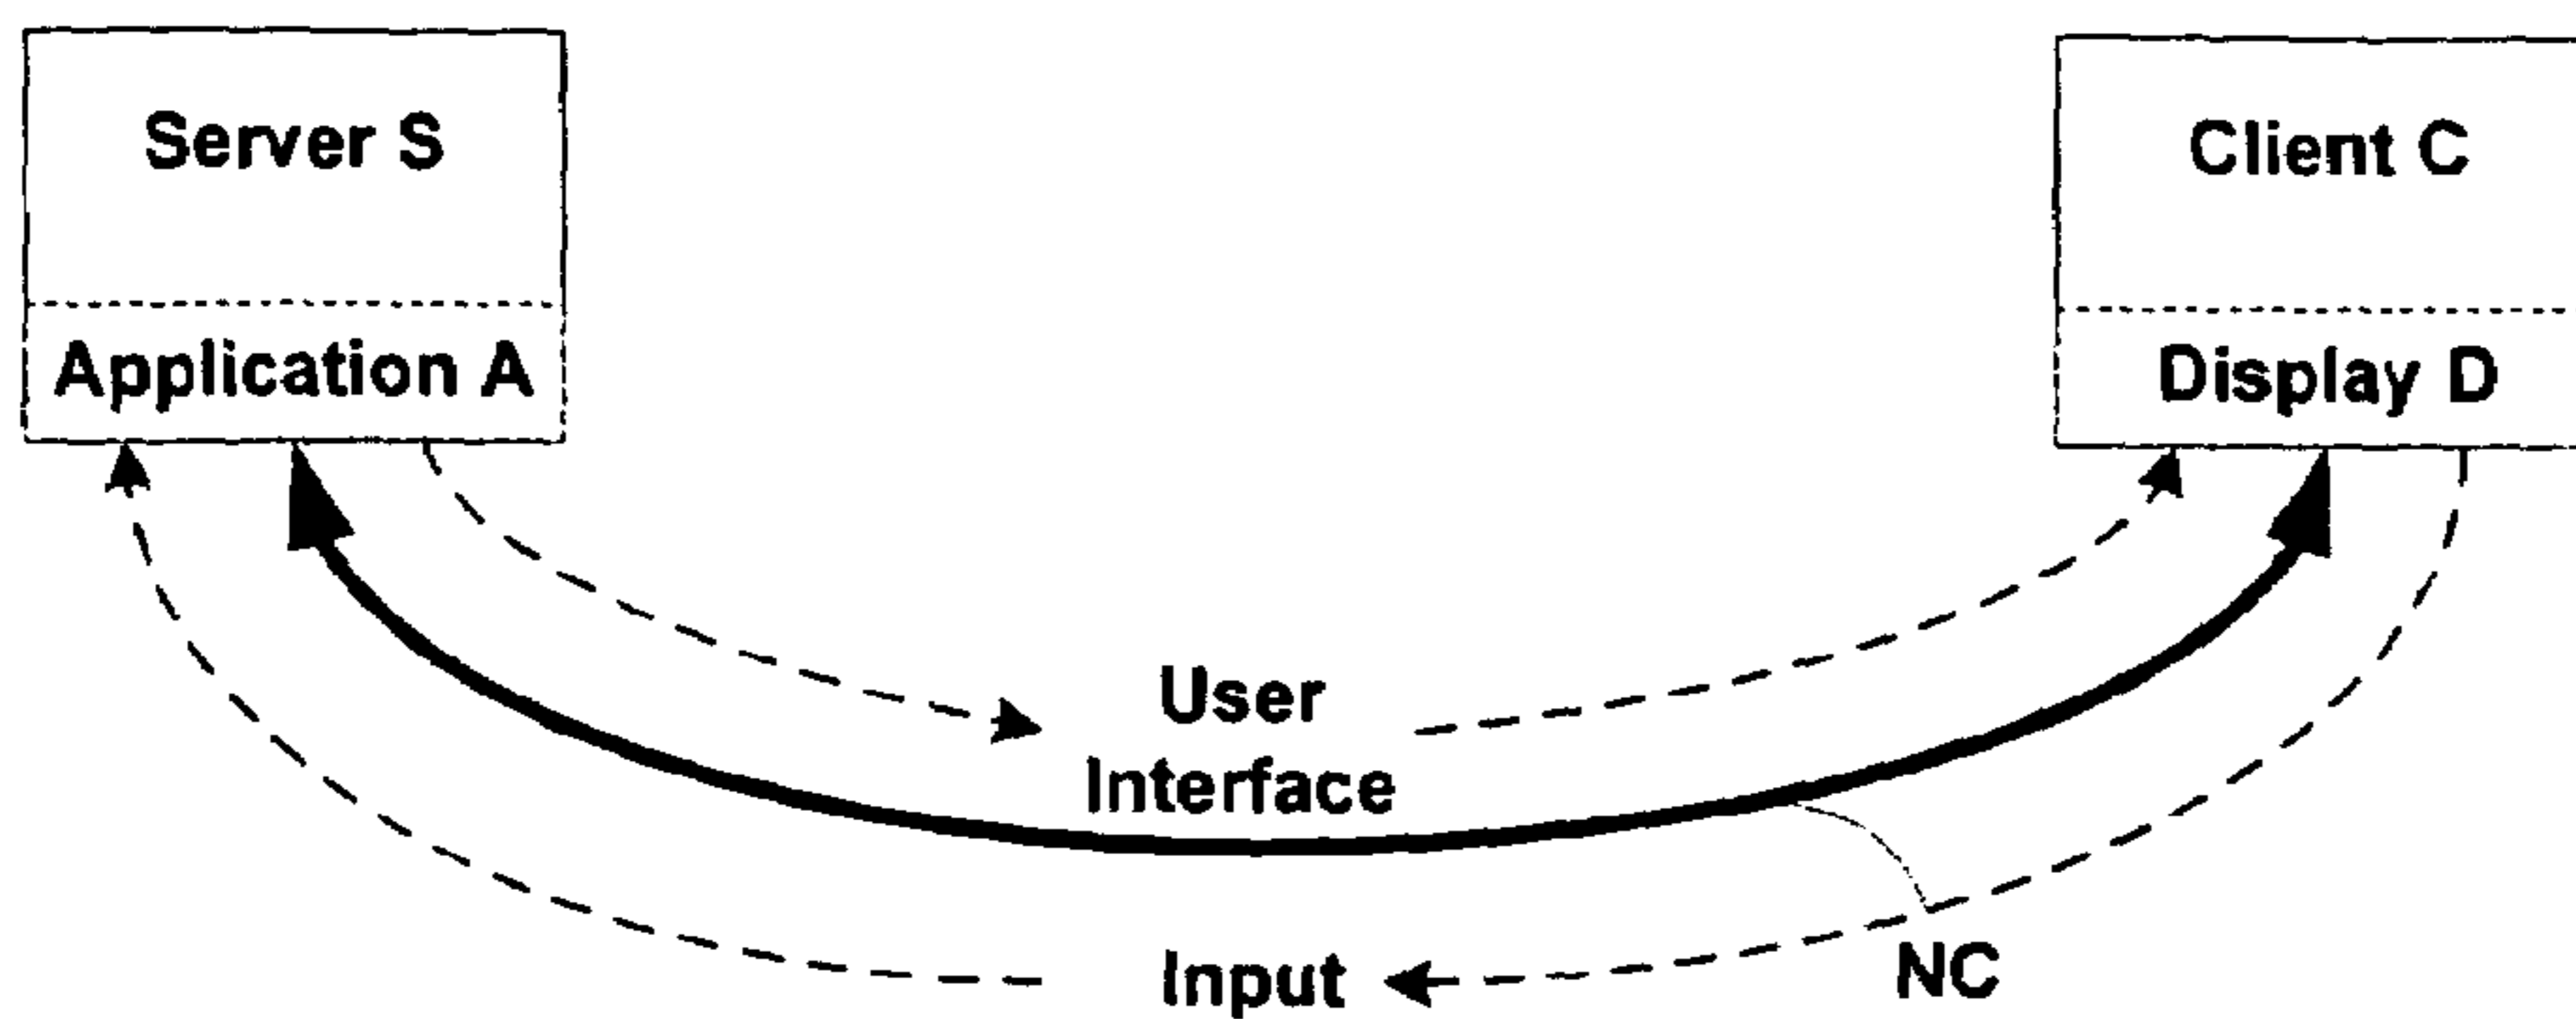 Server S
Application A
Client C
Display D
User
Interface
Input
NC